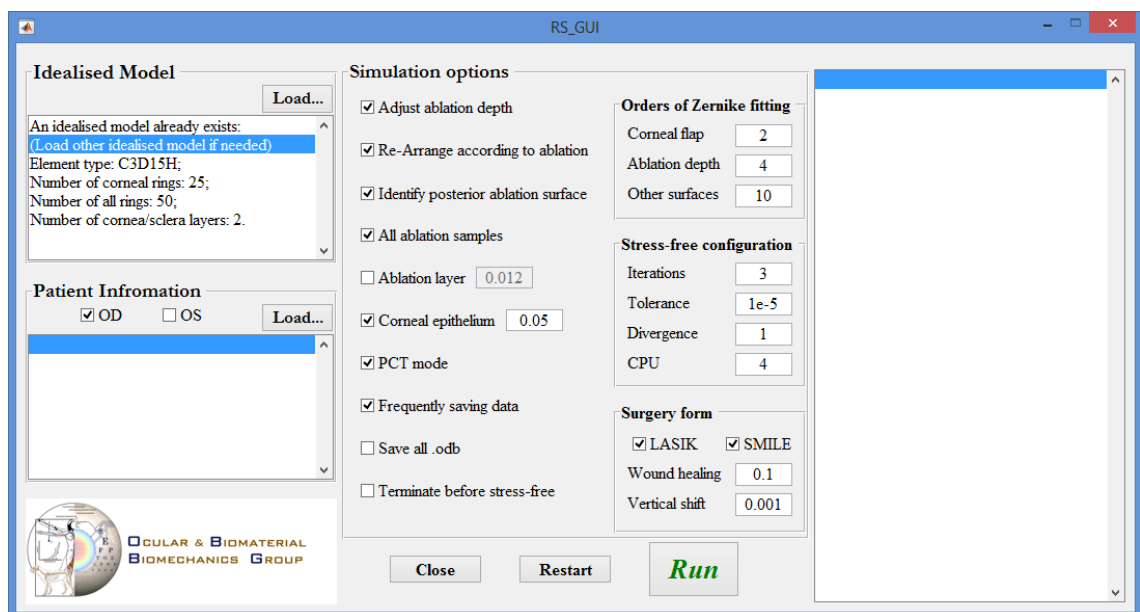 RS_GUI
Idealised Model
Load...
An idealised model already exists:
(Load other idealised model if needed)
Element type: C3D15H;
Number of corneal rings: 25;
Number of all rings: 50;
Number of cornea/sclera layers: 2.
Patient Infromation
OD OS Load...
OCULAR & BIOMATERIAL
BIOMECHANICS GROUP
Simulation options
Adjust ablation depth
Re-Arrange according to ablation
Identify posterior ablation surface
All ablation samples
Ablation layer 0.012
Corneal epithelium 0.05
PCT mode
Frequently saving data
Save all .odb
Terminate before stress-free
Orders of Zernike fitting
Corneal flap 2
Ablation depth 4
Other surfaces 10
Stress-free configuration
Iterations 3
Tolerance 1e-5
Divergence 1
CPU 4
Surgery form
LASIK SMILE
Wound healing 0.1
Vertical shift 0.001
Close Restart Run